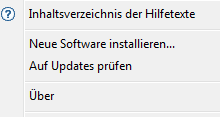 Inhaltsverzeichnis der Hilfetexte
Neue Software installieren...
Auf Updates prüfen
Über